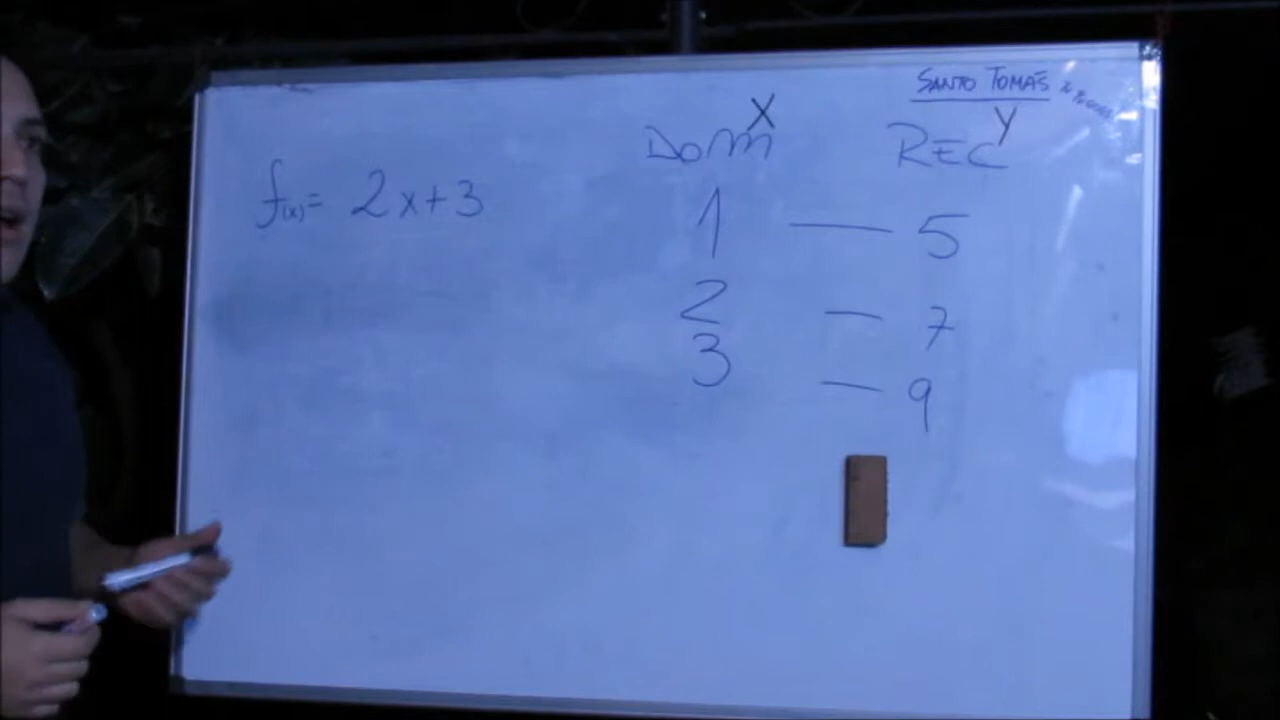 SANTO TOMÁS
X Y
DOM REC
f(x)= 2x+3
1 — 5
2 — 7
3 — 9